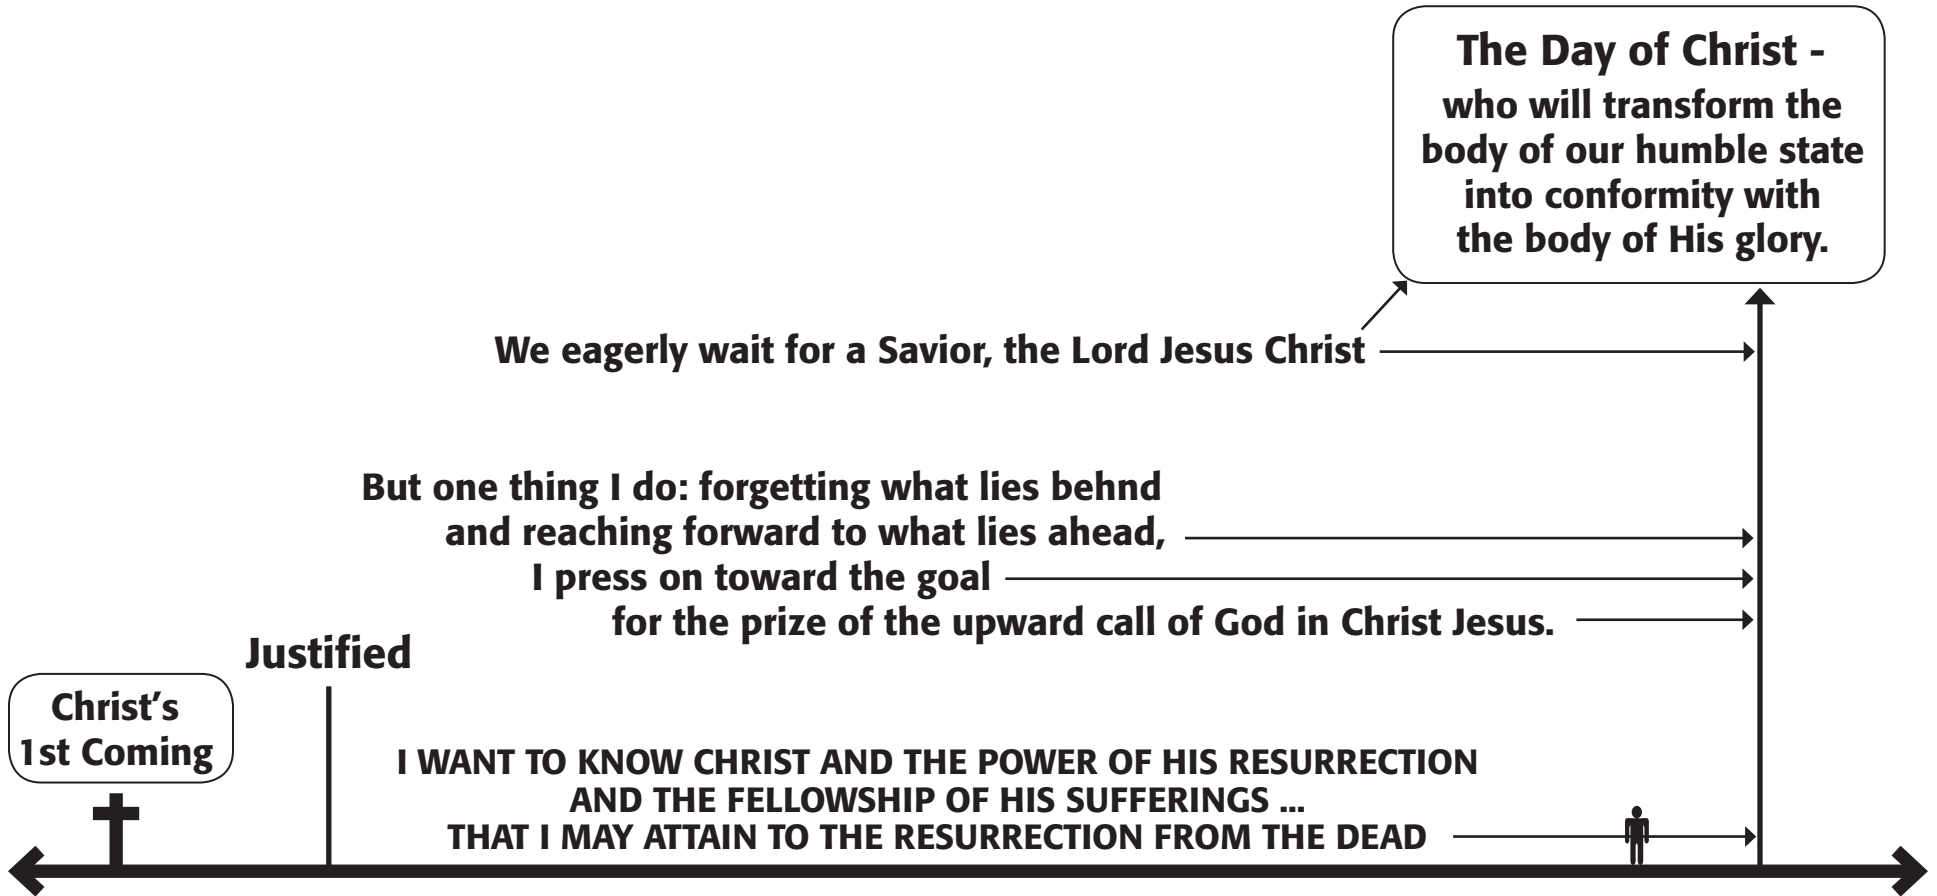 The Day of Christ -
who will transform the
body of our humble state
into conformity with
the body of His glory.
We eagerly wait for a Savior, the Lord Jesus Christ
But one thing I do: forgetting what lies behnd
and reaching forward to what lies ahead,
I press on toward the goal
for the prize of the upward call of God in Christ Jesus.
Justified
Christ's
1st Coming
I WANT TO KNOW CHRIST AND THE POWER OF HIS RESURRECTION
AND THE FELLOWSHIP OF HIS SUFFERINGS ...
THAT I MAY ATTAIN TO THE RESURRECTION FROM THE DEAD